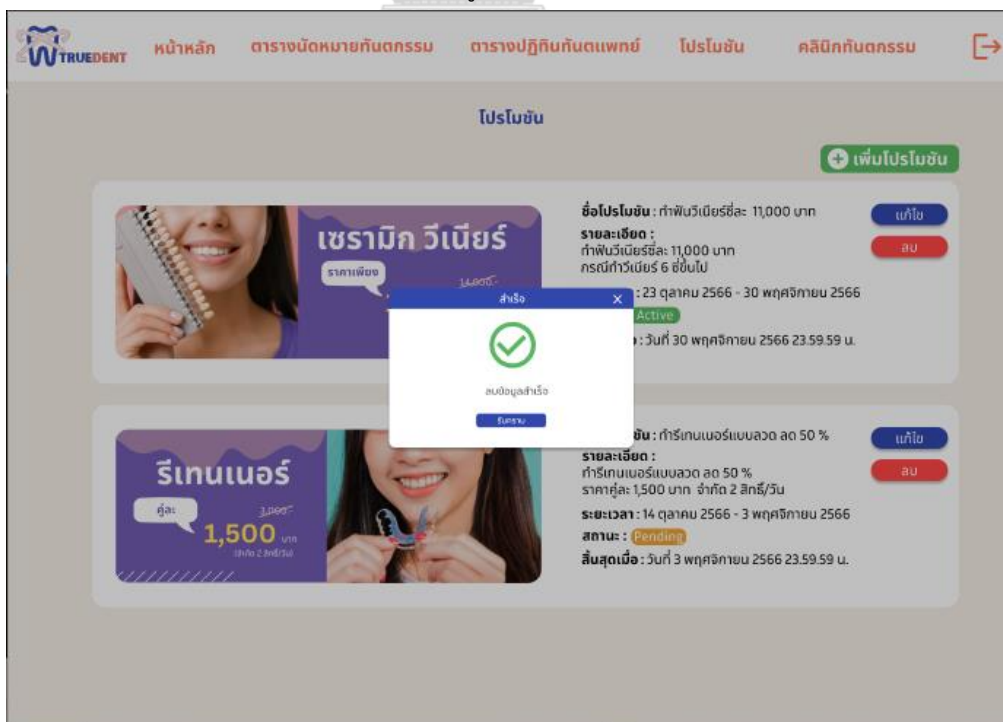 TRUEDENT
หน้าหลัก
ตารางนัดหมายทันตกรรม
ตารางปฏิทินทันตแพทย์
โปรโมชัน
คลินิกทันตกรรม
โปรโมชัน
เพิ่มโปรโมชัน
เซรามิก วีเนียร์
ราคาเพียง
14,000.-
ชื่อโปรโมชัน : ทำฟันวีเนียร์ซี่ละ 11,000 บาท
รายละเอียด :
ทำฟันวีเนียร์ซี่ละ 11,000 บาท
กรณีทำวีเนียร์ 6 ซี่ขึ้นไป
: 23 ตุลาคม 2566 - 30 พฤศจิกายน 2566
Active
: วันที่ 30 พฤศจิกายน 2566 23.59.59 น.
แก้ไข
ลบ
สำเร็จ
ลบข้อมูลสำเร็จ
รับทราบ
รีเทนเนอร์
คู่ละ
3,000.-
1,500 บาท
(จำกัด 2 สิทธิ์/วัน)
ชัน : ทำรีเทนเนอร์แบบลวด ลด 50 %
รายละเอียด :
ทำรีเทนเนอร์แบบลวด ลด 50 %
ราคาคู่ละ 1,500 บาท จำกัด 2 สิทธิ์/วัน
ระยะเวลา : 14 ตุลาคม 2566 - 3 พฤศจิกายน 2566
สถานะ : Pending
สิ้นสุดเมื่อ : วันที่ 3 พฤศจิกายน 2566 23.59.59 น.
แก้ไข
ลบ